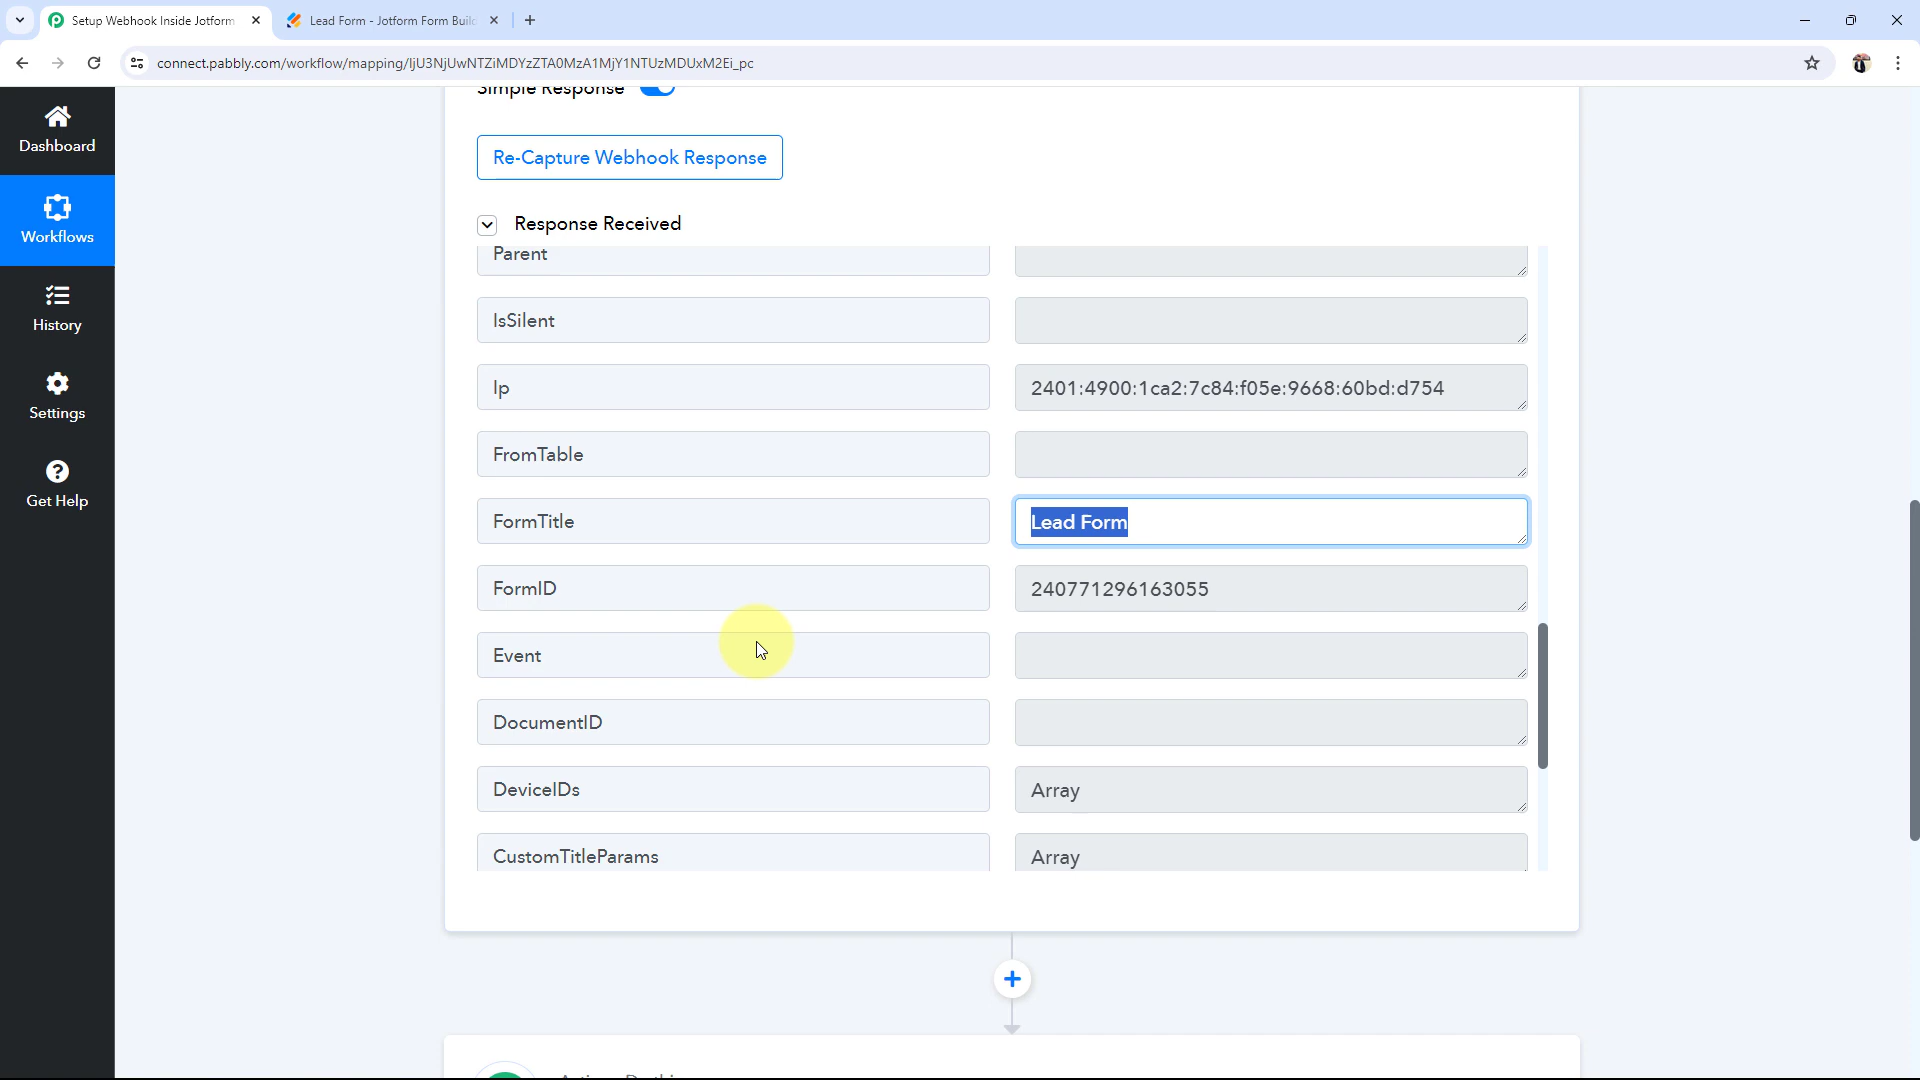 Setup Webhook Inside Jotform
Lead Form - Jotform Form Buil
connect.pabbly.com/workflow/mapping/IjU3NjUwNTZiMDYzZTA0MzA1MjY1NTUzMDUxM2Ei_pc
Dashboard
Workflows
History
Settings
Get Help
Simple Response
Re-Capture Webhook Response
Response Received
Parent
IsSilent
Ip
2401:4900:1ca2:7c84:f05e:9668:60bd:d754
FromTable
FormTitle
Lead Form
FormID
240771296163055
Event
DocumentID
DeviceIDs
Array
CustomTitleParams
Array